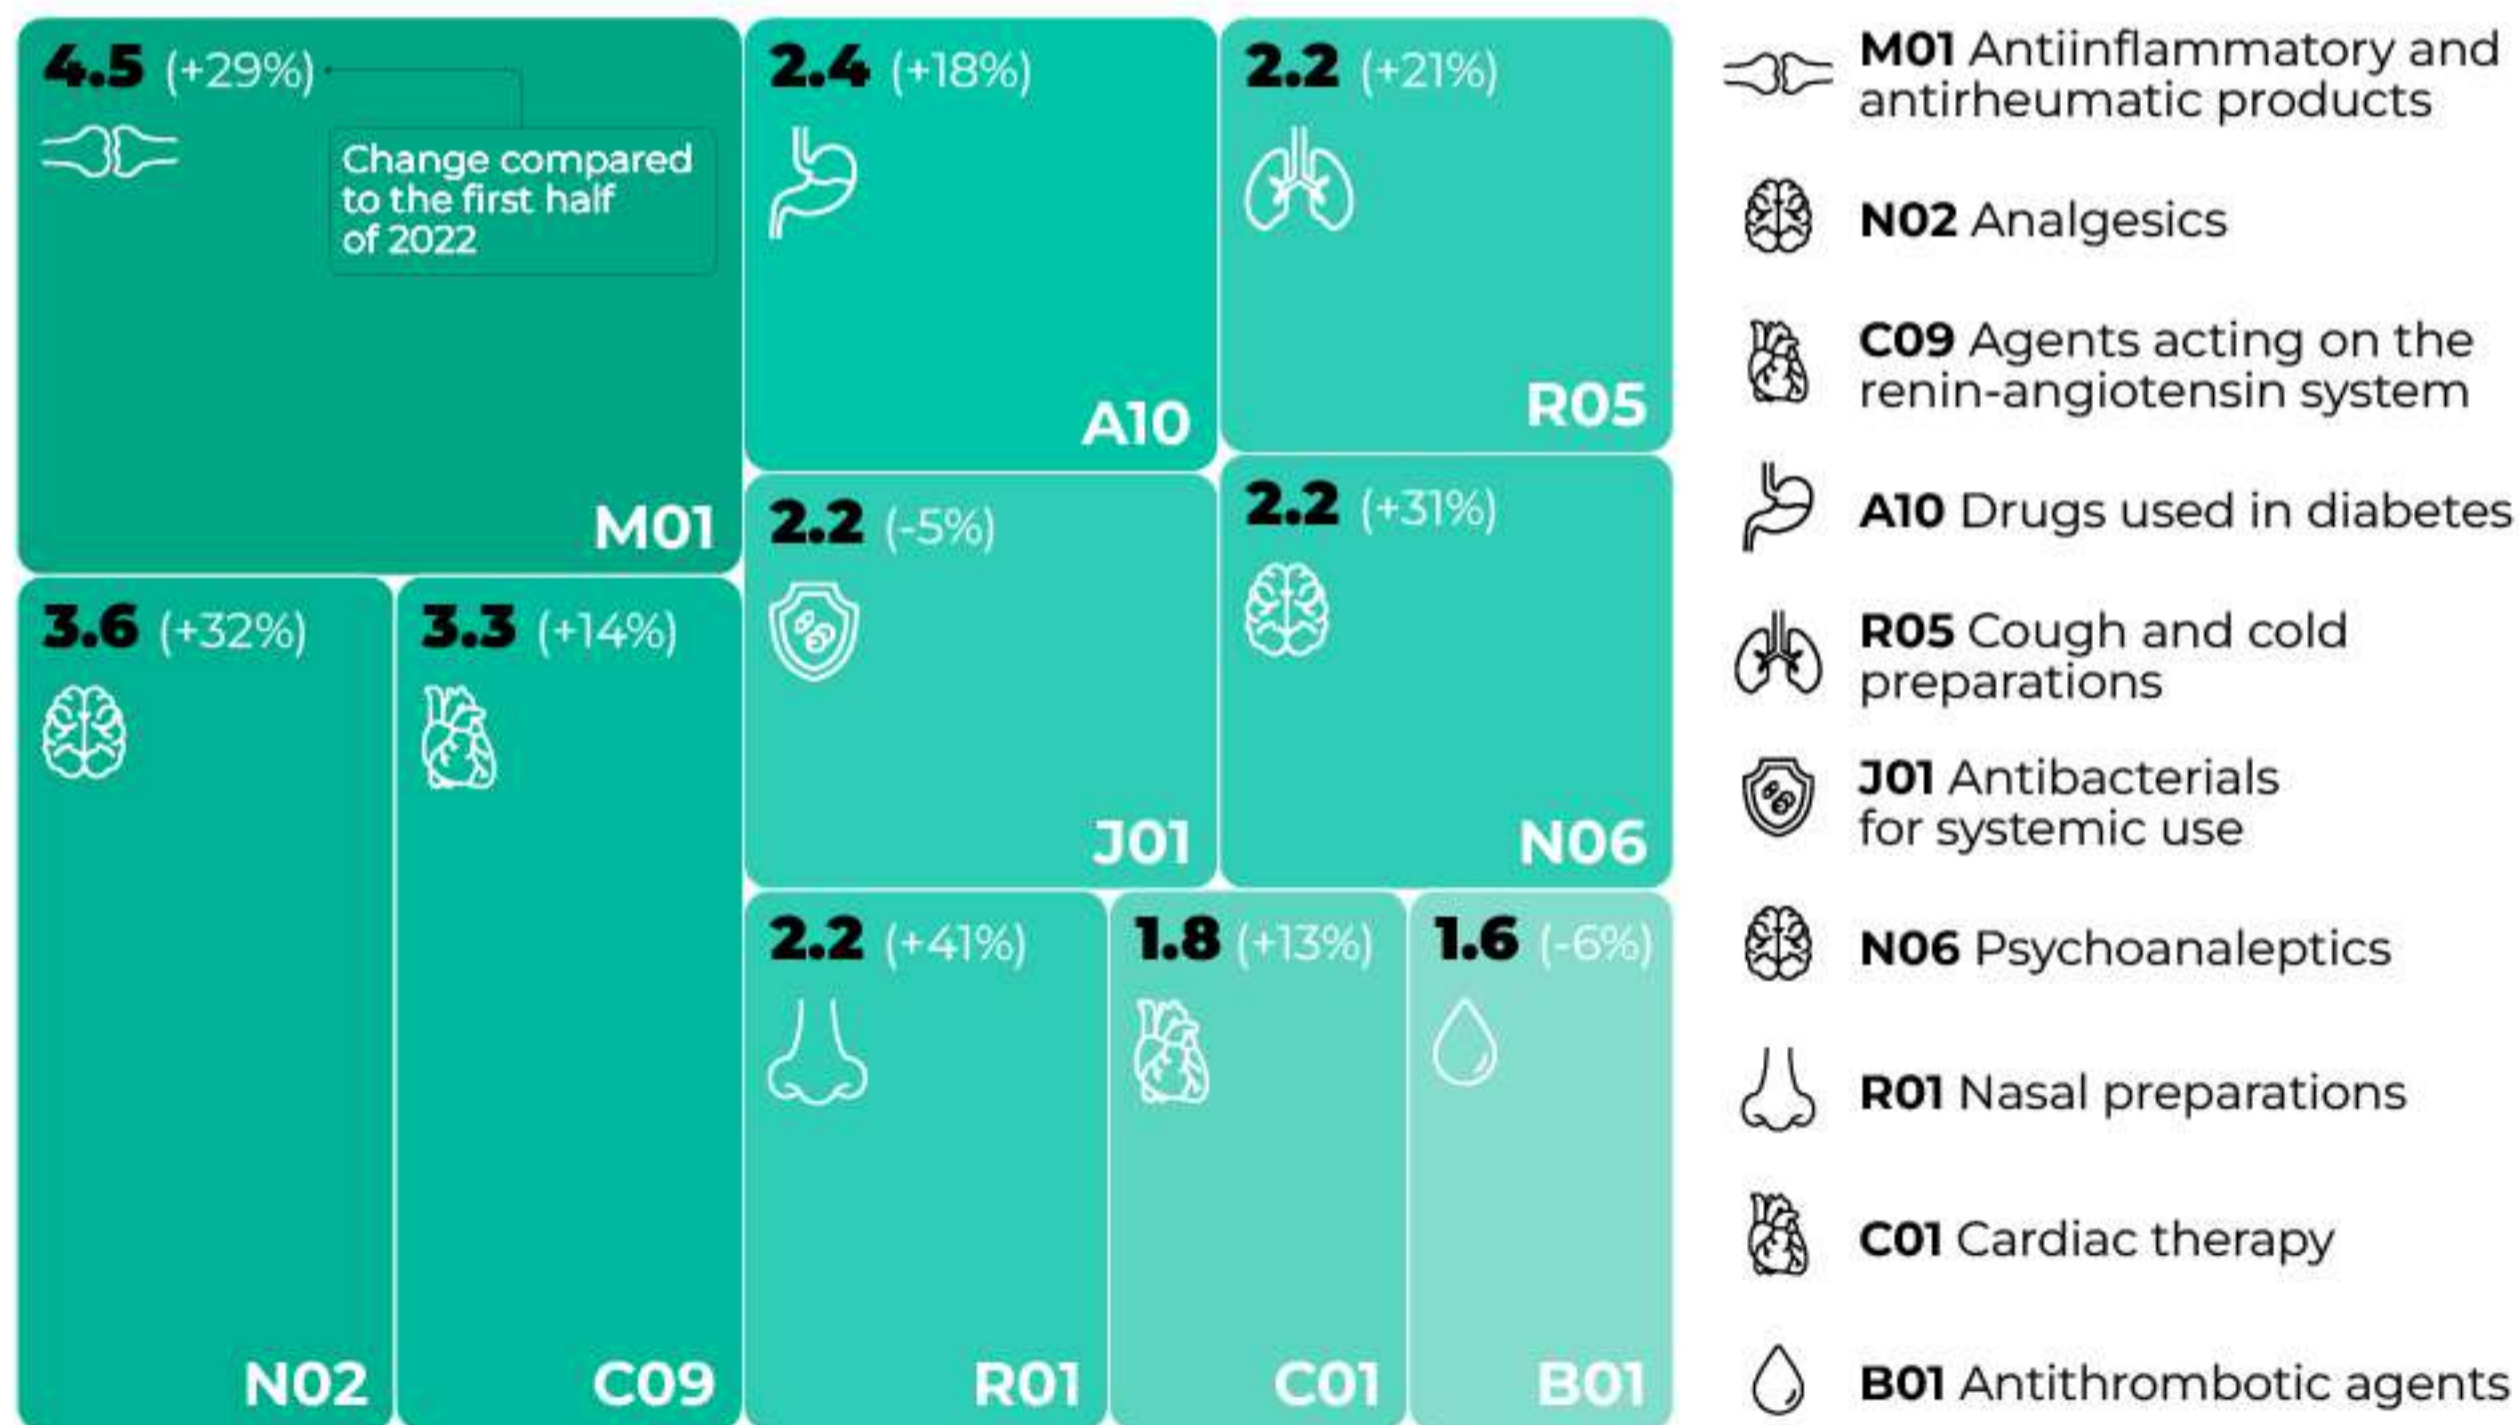 4.5 (+29%)
Change compared
to the first half
of 2022
M01
2.4 (+18%)
A10
2.2 (+21%)
R05
3.6 (+32%)
N02
3.3 (+14%)
C09
2.2 (-5%)
J01
2.2 (+31%)
N06
2.2 (+41%)
R01
1.8 (+13%)
C01
1.6 (-6%)
B01
M01 Antiinflammatory and
antirheumatic products
N02 Analgesics
C09 Agents acting on the
renin-angiotensin system
A10 Drugs used in diabetes
R05 Cough and cold
preparations
J01 Antibacterials
for systemic use
N06 Psychoanaleptics
R01 Nasal preparations
C01 Cardiac therapy
B01 Antithrombotic agents